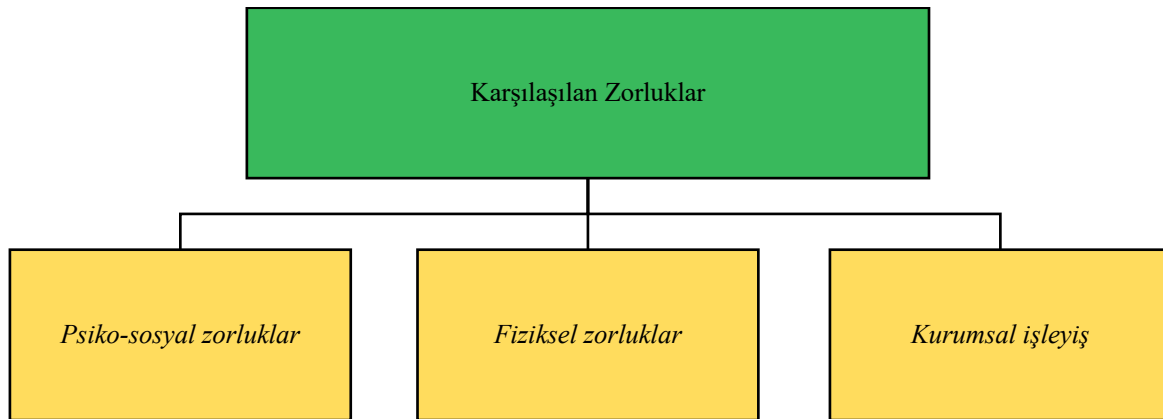 Karşılaşılan Zorluklar
Psiko-sosyal zorluklar
Fiziksel zorluklar
Kurumsal işleyiş